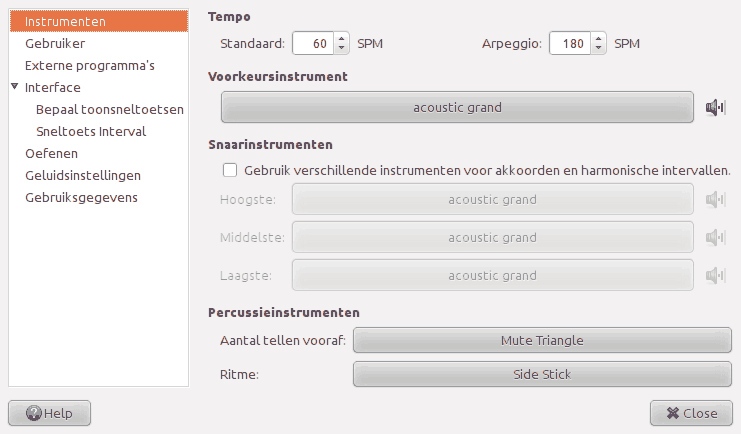 Instrumenten
Gebruiker
Externe programma's
Interface
Bepaal toonsneltoetsen
Sneltoets Interval
Oefenen
Geluidsinstellingen
Gebruiksgegevens
Tempo
Standaard: 60 SPM Arpeggio: 180 SPM
Voorkeursinstrument
acoustic grand
Snaarinstrumenten
Gebruik verschillende instrumenten voor akkoorden en harmonische intervallen.
Hoogste: acoustic grand
Middelste: acoustic grand
Laagste: acoustic grand
Percussieinstrumenten
Aantal tellen vooraf: Mute Triangle
Ritme: Side Stick
Help Close